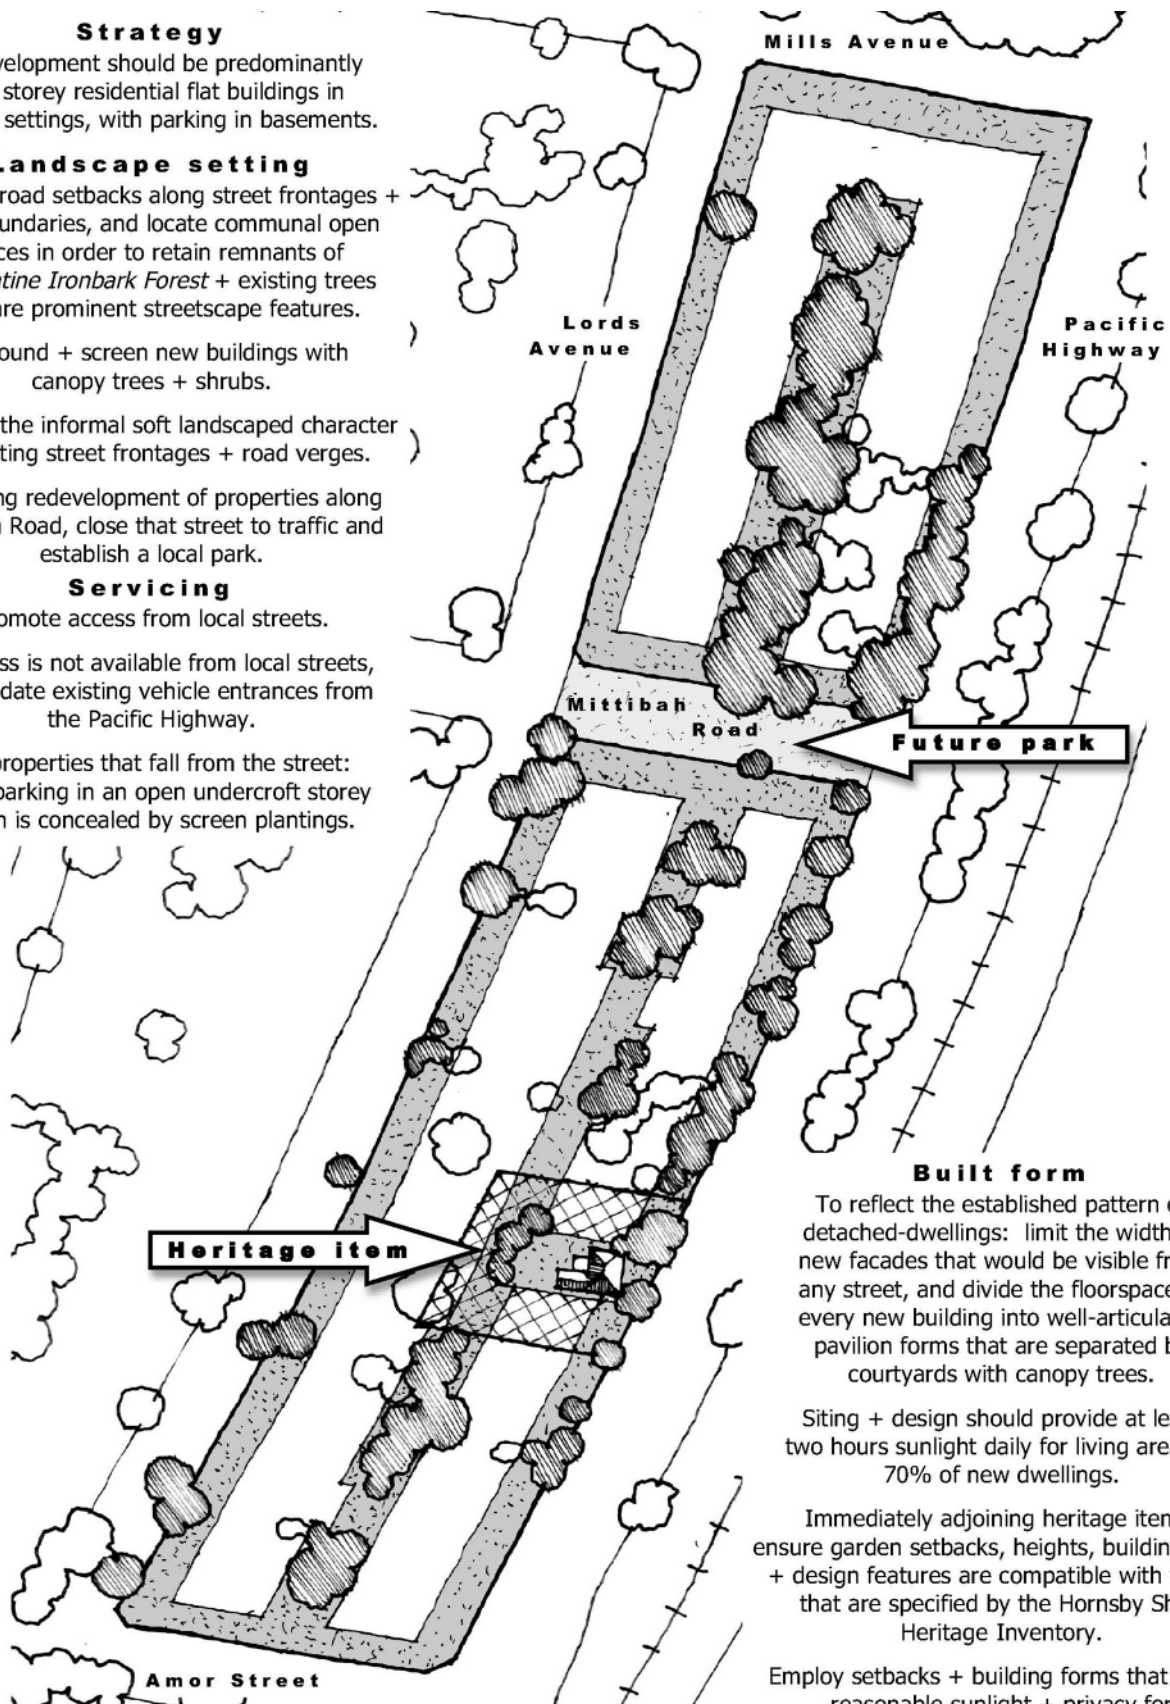 Strategy
velopment should be predominantly
storey residential flat buildings in
settings, with parking in basements.
andscape setting
road setbacks along street frontages +
undaries, and locate communal open
ces in order to retain remnants of
tine Ironbark Forest + existing trees
are prominent streetscape features.
ound + screen new buildings with
canopy trees + shrubs.
the informal soft landscaped character
ting street frontages + road verges.
ng redevelopment of properties along
Road, close that street to traffic and
establish a local park.
Servicing
omote access from local streets.
ss is not available from local streets,
date existing vehicle entrances from
the Pacific Highway.
properties that fall from the street:
parking in an open undercroft storey
is concealed by screen plantings.
Mills Avenue
Lords
Avenue
Pacific
Highway
Mittibah
Road
Future park
Heritage item
Amor Street
Built form
To reflect the established pattern
detached-dwellings: limit the width
new facades that would be visible fr
any street, and divide the floorspace
every new building into well-articula
pavilion forms that are separated b
courtyards with canopy trees.
Siting + design should provide at le
two hours sunlight daily for living are
70% of new dwellings.
Immediately adjoining heritage iten
ensure garden setbacks, heights, buildin
+ design features are compatible with
that are specified by the Hornsby Sh
Heritage Inventory.
Employ setbacks + building forms that
reasonable sunlight + privacy for